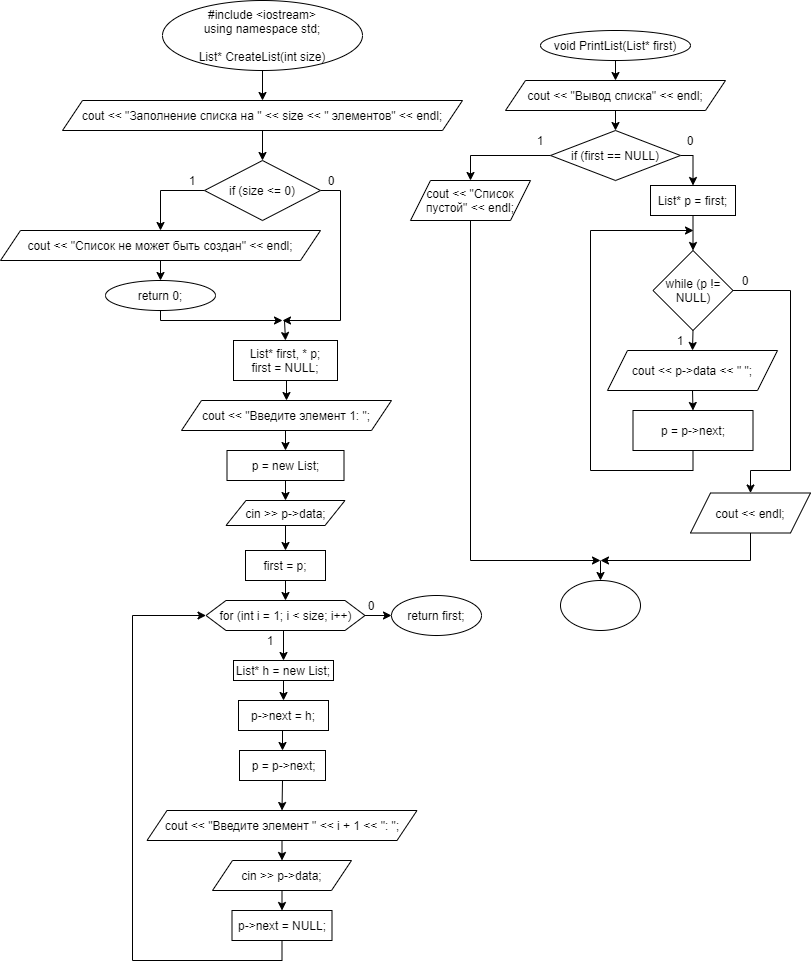 #include <iostream>
using namespace std;
List* CreateList(int size)
cout << "Заполнение списка на " << size << " элементов" << endl;
if (size <= 0)
1
0
cout << "Список не может быть создан" << endl;
return 0;
List* first, * p;
first = NULL;
cout << "Введите элемент 1: ";
p = new List;
cin >> p->data;
first = p;
for (int i = 1; i < size; i++)
0
return first;
1
List* h = new List;
p->next = h;
p = p->next;
cout << "Введите элемент " << i + 1 << ": ";
cin >> p->data;
p->next = NULL;
void PrintList(List* first)
cout << "Вывод списка" << endl;
if (first == NULL)
1
0
cout << "Список
пустой" << endl;
List* p = first;
while (p !=
NULL)
0
1
cout << p->data << " ";
p = p->next;
cout << endl;